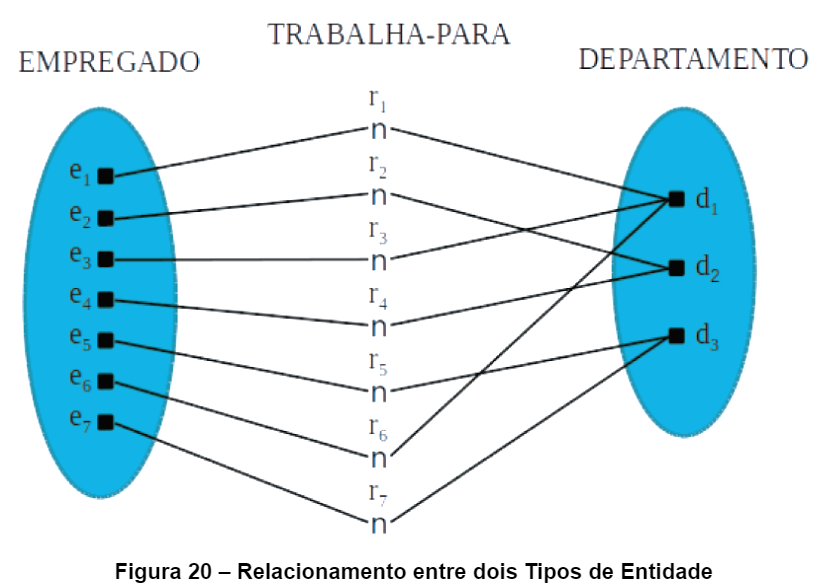 TRABALHA-PARA
EMPREGADO
DEPARTAMENTO
r1
n
r2
n
r3
n
r4
n
r5
n
r6
n
r7
n
e1
e2
e3
e4
e5
e6
e7
d1
d2
d3
Figura 20 – Relacionamento entre dois Tipos de Entidade